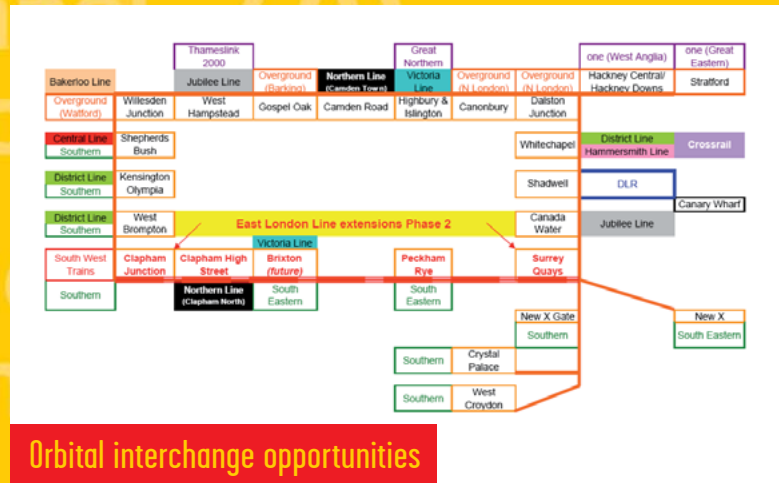 Thameslink
2000
Great
Northern
one (West Anglia)
one (Great
Eastern)
Bakerloo Line
Jubilee Line
Overground
(Barking)
Northern Line
(Camden Town)
Victoria
Line
Overground
(N London)
Overground
(N London)
Hackney Central/
Hackney Downs
Stratford
Overground
(Watford)
Willesden
Junction
West
Hampstead
Gospel Oak
Camden Road
Highbury &
Islington
Canonbury
Dalston
Junction
Central Line
Southern
Shepherds
Bush
Whitechapel
District Line
Hammersmith Line
Crossrail
District Line
Southern
Kensington
Olympia
Shadwell
DLR
Canary Wharf
District Line
Southern
West
Brompton
East London Line extensions Phase 2
Canada
Water
Jubilee Line
Victoria Line
South West
Trains
Clapham
Junction
Clapham High
Street
Brixton
(future)
Peckham
Rye
Surrey
Quays
Southern
Northern Line
(Clapham North)
South
Eastern
South
Eastern
New X Gate
Southern
New X
South Eastern
Southern
Crystal
Palace
Southern
West
Croydon
Orbital interchange opportunities